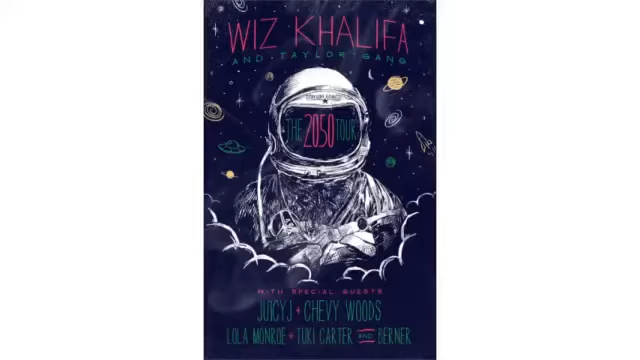 WIZ KHALIFA
AND TAYLOR GANG
THE 2050 TOUR
WITH SPECIAL GUESTS
JUICY J + CHEVY WOODS
LOLA MONROE + TUKI CARTER AND BERNER